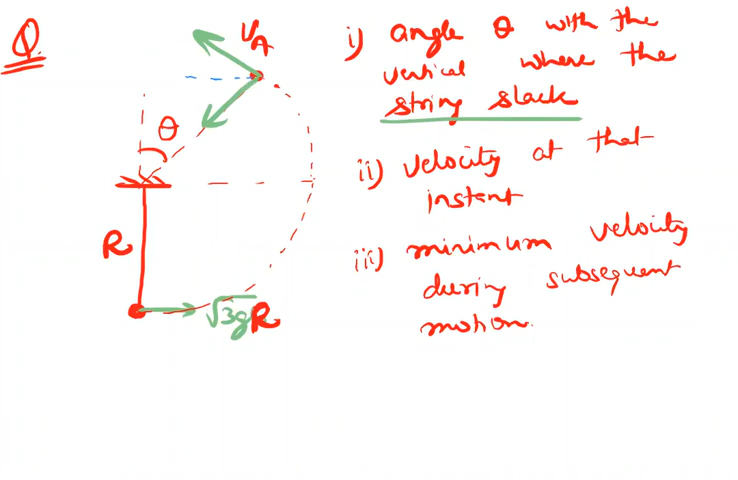 Q.
V_A
θ
R
√3gR
i) angle θ with the
vertical where the
string slack
ii) velocity at that
instant
iii) minimum velocity
during subsequent
motion.